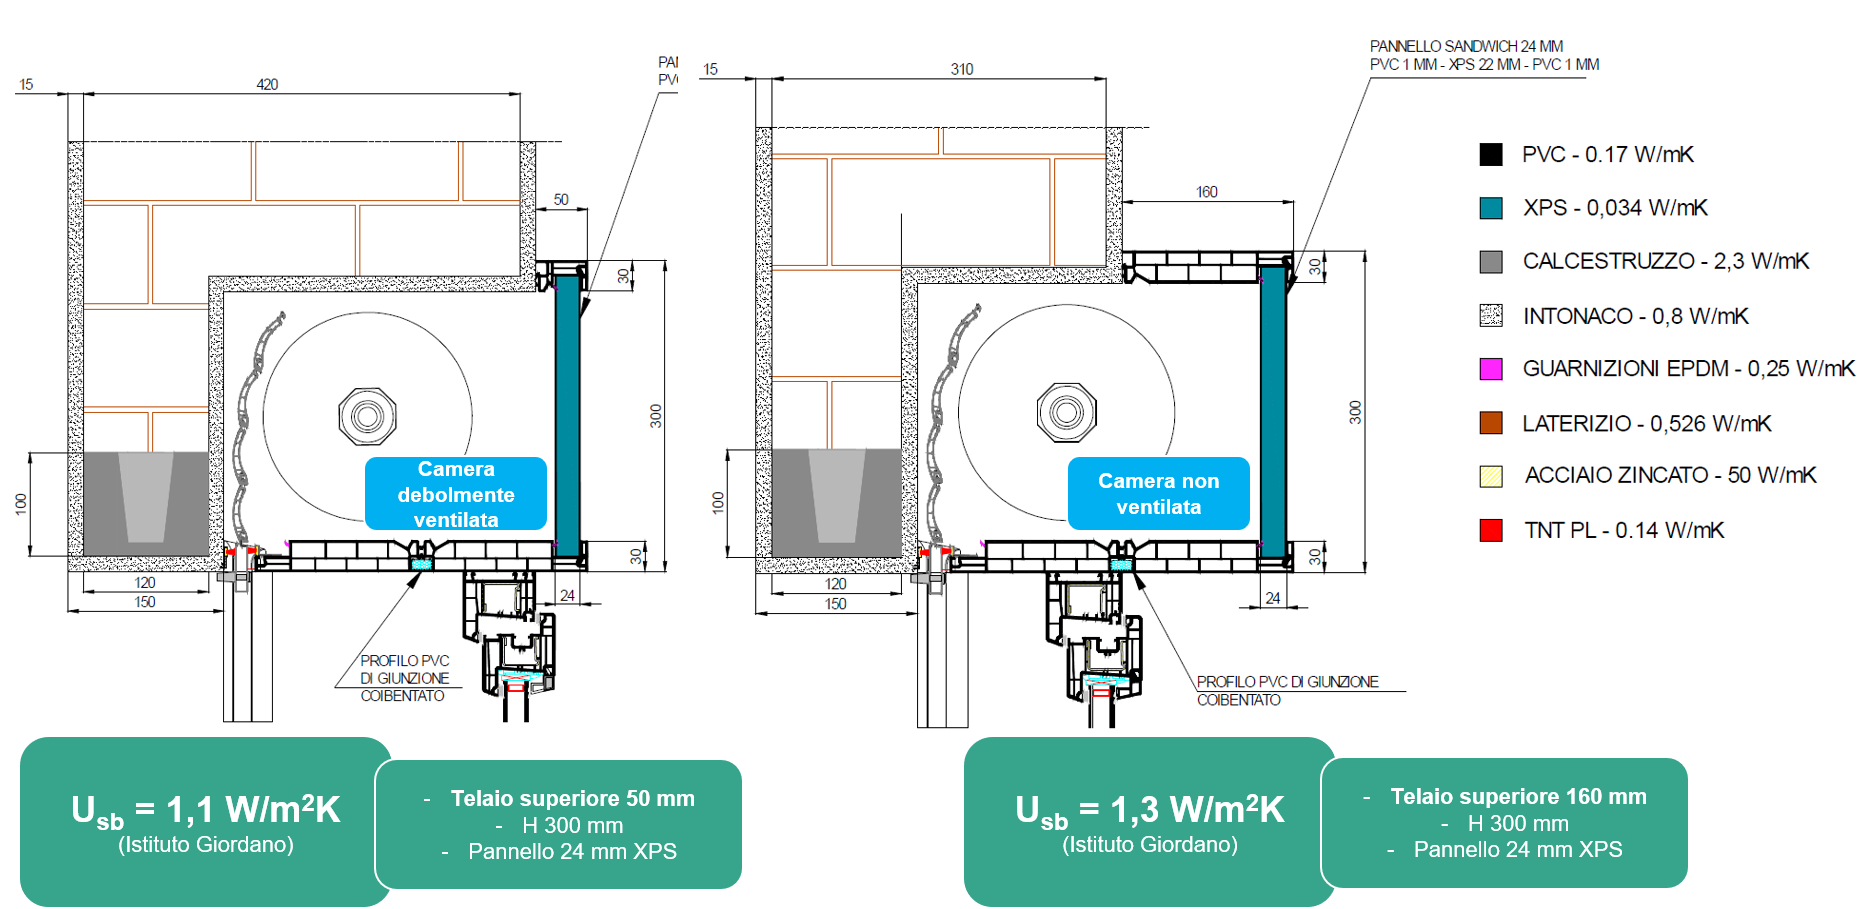 15
420
PAI
PV
50
30
300
100
Camera
debolmente
ventilata
30
120
150
24
PROFILO PVC
DI GIUNZIONE
COIBENTATO
15
310
PANNELLO SANDWICH 24 MM
PVC 1 MM - XPS 22 MM - PVC 1 MM
160
30
300
100
Camera non
ventilata
30
120
150
24
PROFILO PVC DI GIUNZIONE
COIBENTATO
PVC - 0.17 W/mK
XPS - 0,034 W/mK
CALCESTRUZZO - 2,3 W/mK
INTONACO - 0,8 W/mK
GUARNIZIONI EPDM - 0,25 W/mK
LATERIZIO - 0,526 W/mK
ACCIAIO ZINCATO - 50 W/mK
TNT PL - 0.14 W/mK
Usb = 1,1 W/m²K
(Istituto Giordano)
- Telaio superiore 50 mm
- H 300 mm
- Pannello 24 mm XPS
Usb = 1,3 W/m²K
(Istituto Giordano)
- Telaio superiore 160 mm
- H 300 mm
- Pannello 24 mm XPS